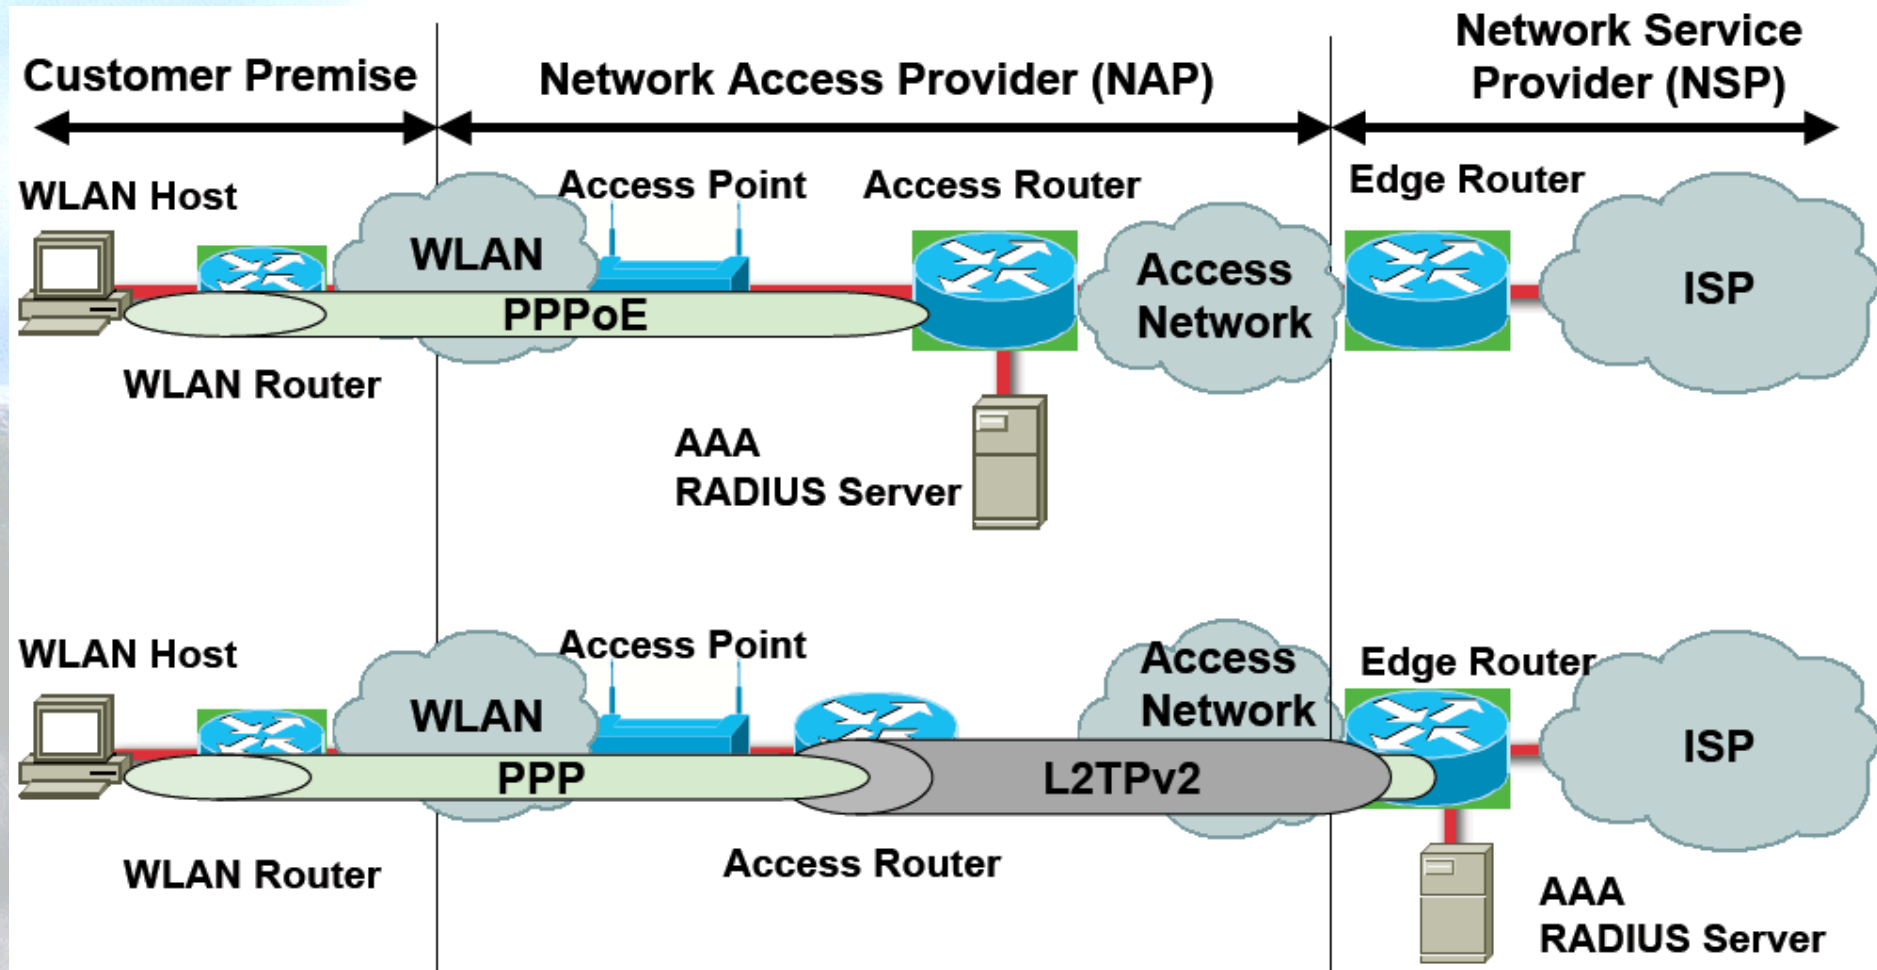 Customer Premise
Network Access Provider (NAP)
Network Service
Provider (NSP)
WLAN Host
Access Point
Access Router
Edge Router
WLAN
Access
Network
ISP
PPPoE
WLAN Router
AAA
RADIUS Server
WLAN Host
Access Point
Access
Network
Edge Router
WLAN
ISP
PPP
L2TPv2
WLAN Router
Access Router
AAA
RADIUS Server